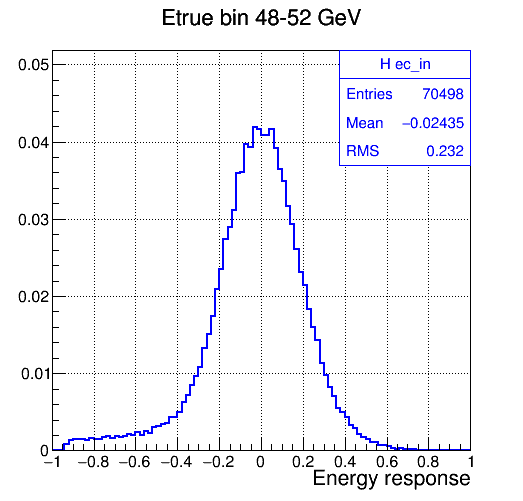 Etrue bin 48-52 GeV
H ec_in
Entries 70498
Mean −0.02435
RMS 0.232
0.05
0.04
0.03
0.02
0.01
0
−1 −0.8 −0.6 −0.4 −0.2 0 0.2 0.4 0.6 0.8 1
Energy response